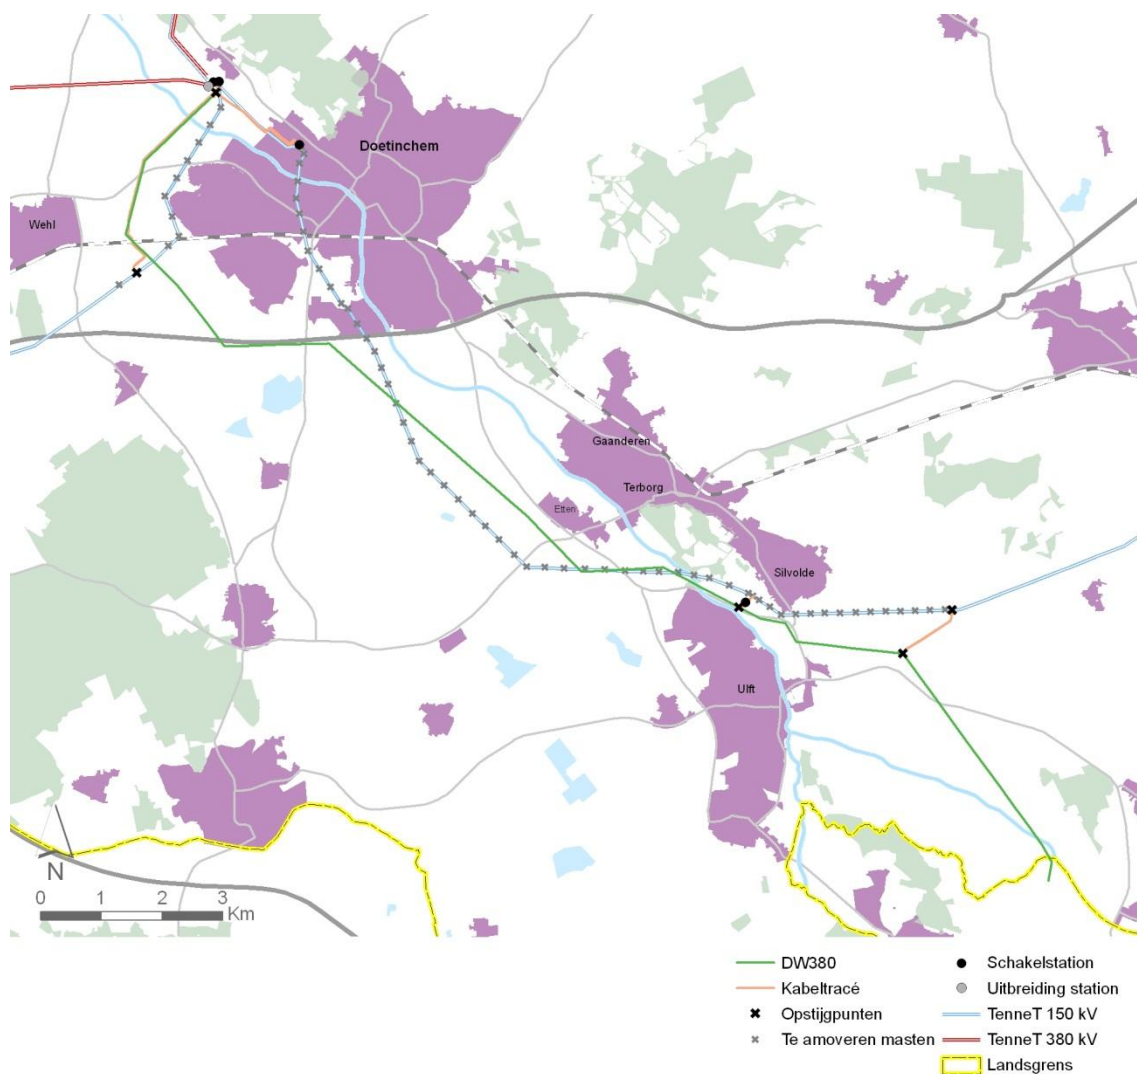 Doetinchem
Wehl
Gaanderen
Terborg
Etten
Silvolde
Ulft
N
0 1 2 3
Km
DW380
Kabeltracé
Opstijgpunten
Te amoveren masten
Schakelstation
Uitbreiding station
TenneT 150 kV
TenneT 380 kV
Landsgrens